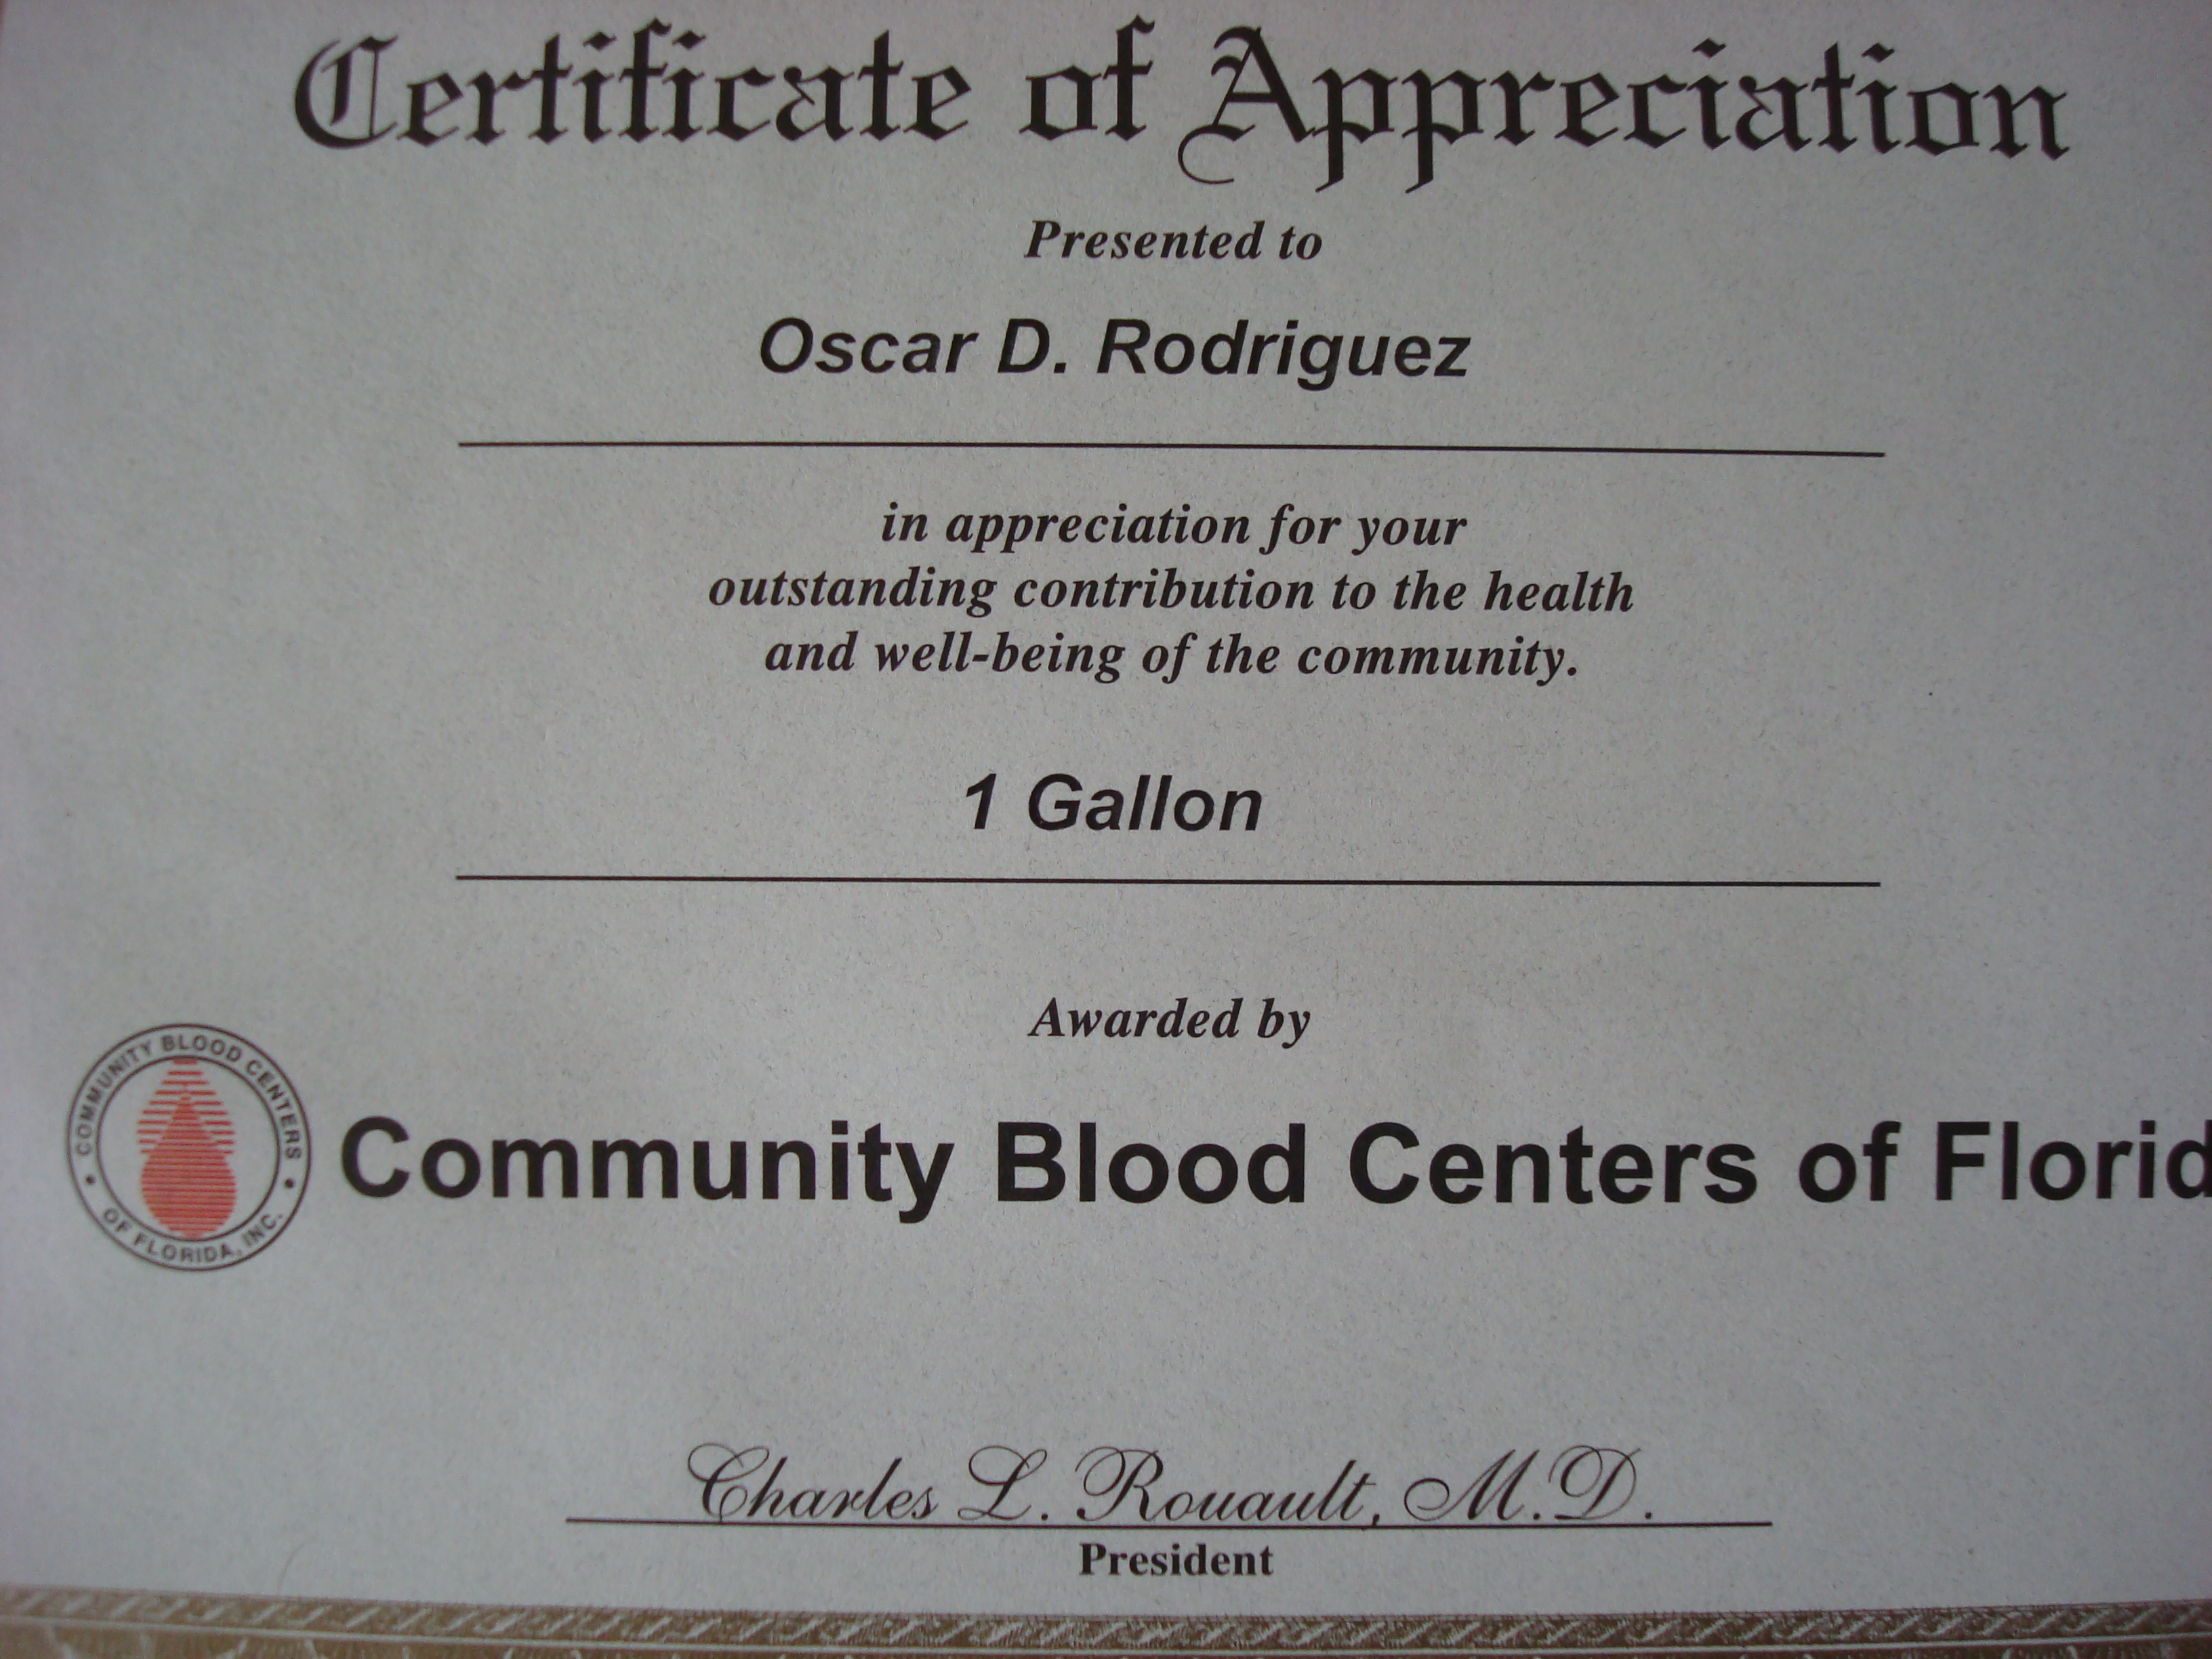 Certificate of Appreciation
Presented to
Oscar D. Rodriguez
in appreciation for your
outstanding contribution to the health
and well-being of the community.
1 Gallon
Awarded by
COMMUNITY BLOOD CENTERS
OF FLORIDA, INC.
Community Blood Centers of Florid
Charles L. Rouault, M.D.
President